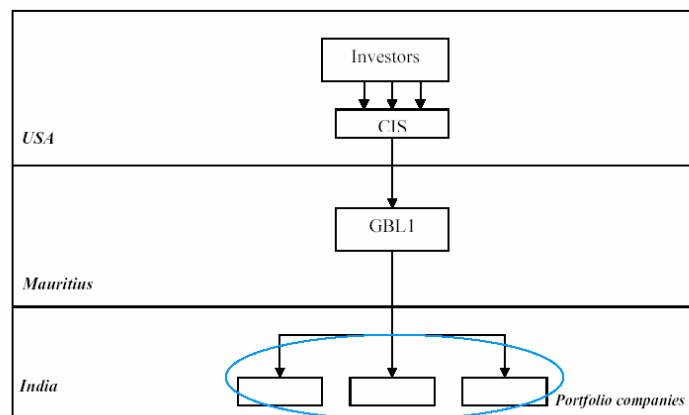 Investors
CIS
USA
GBL1
Mauritius
India
Portfolio companies